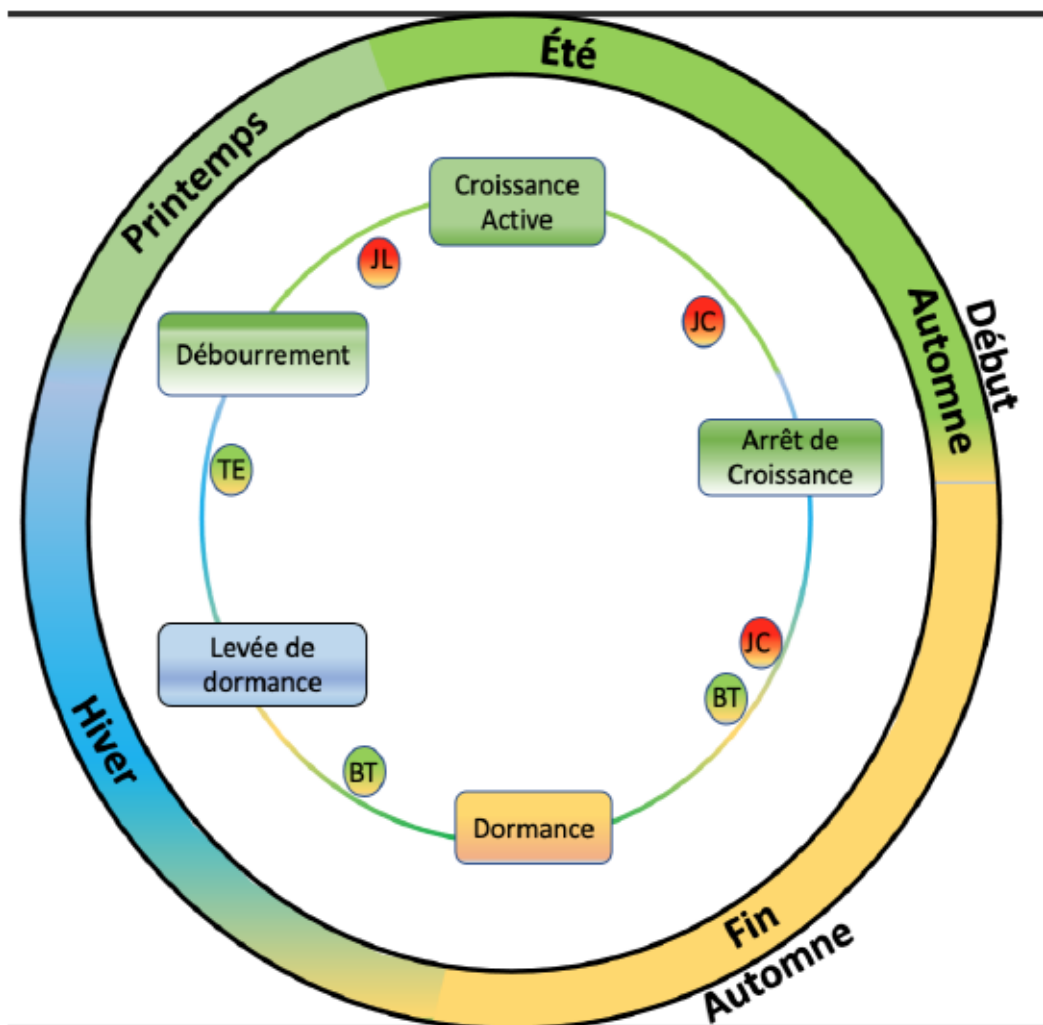 Été
Printemps
Croissance
Active
JL
JC
Automne
Début
Débourrement
TE
Arrêt de
Croissance
Levée de
dormance
JC
BT
Hiver
BT
Dormance
Fin
Automne